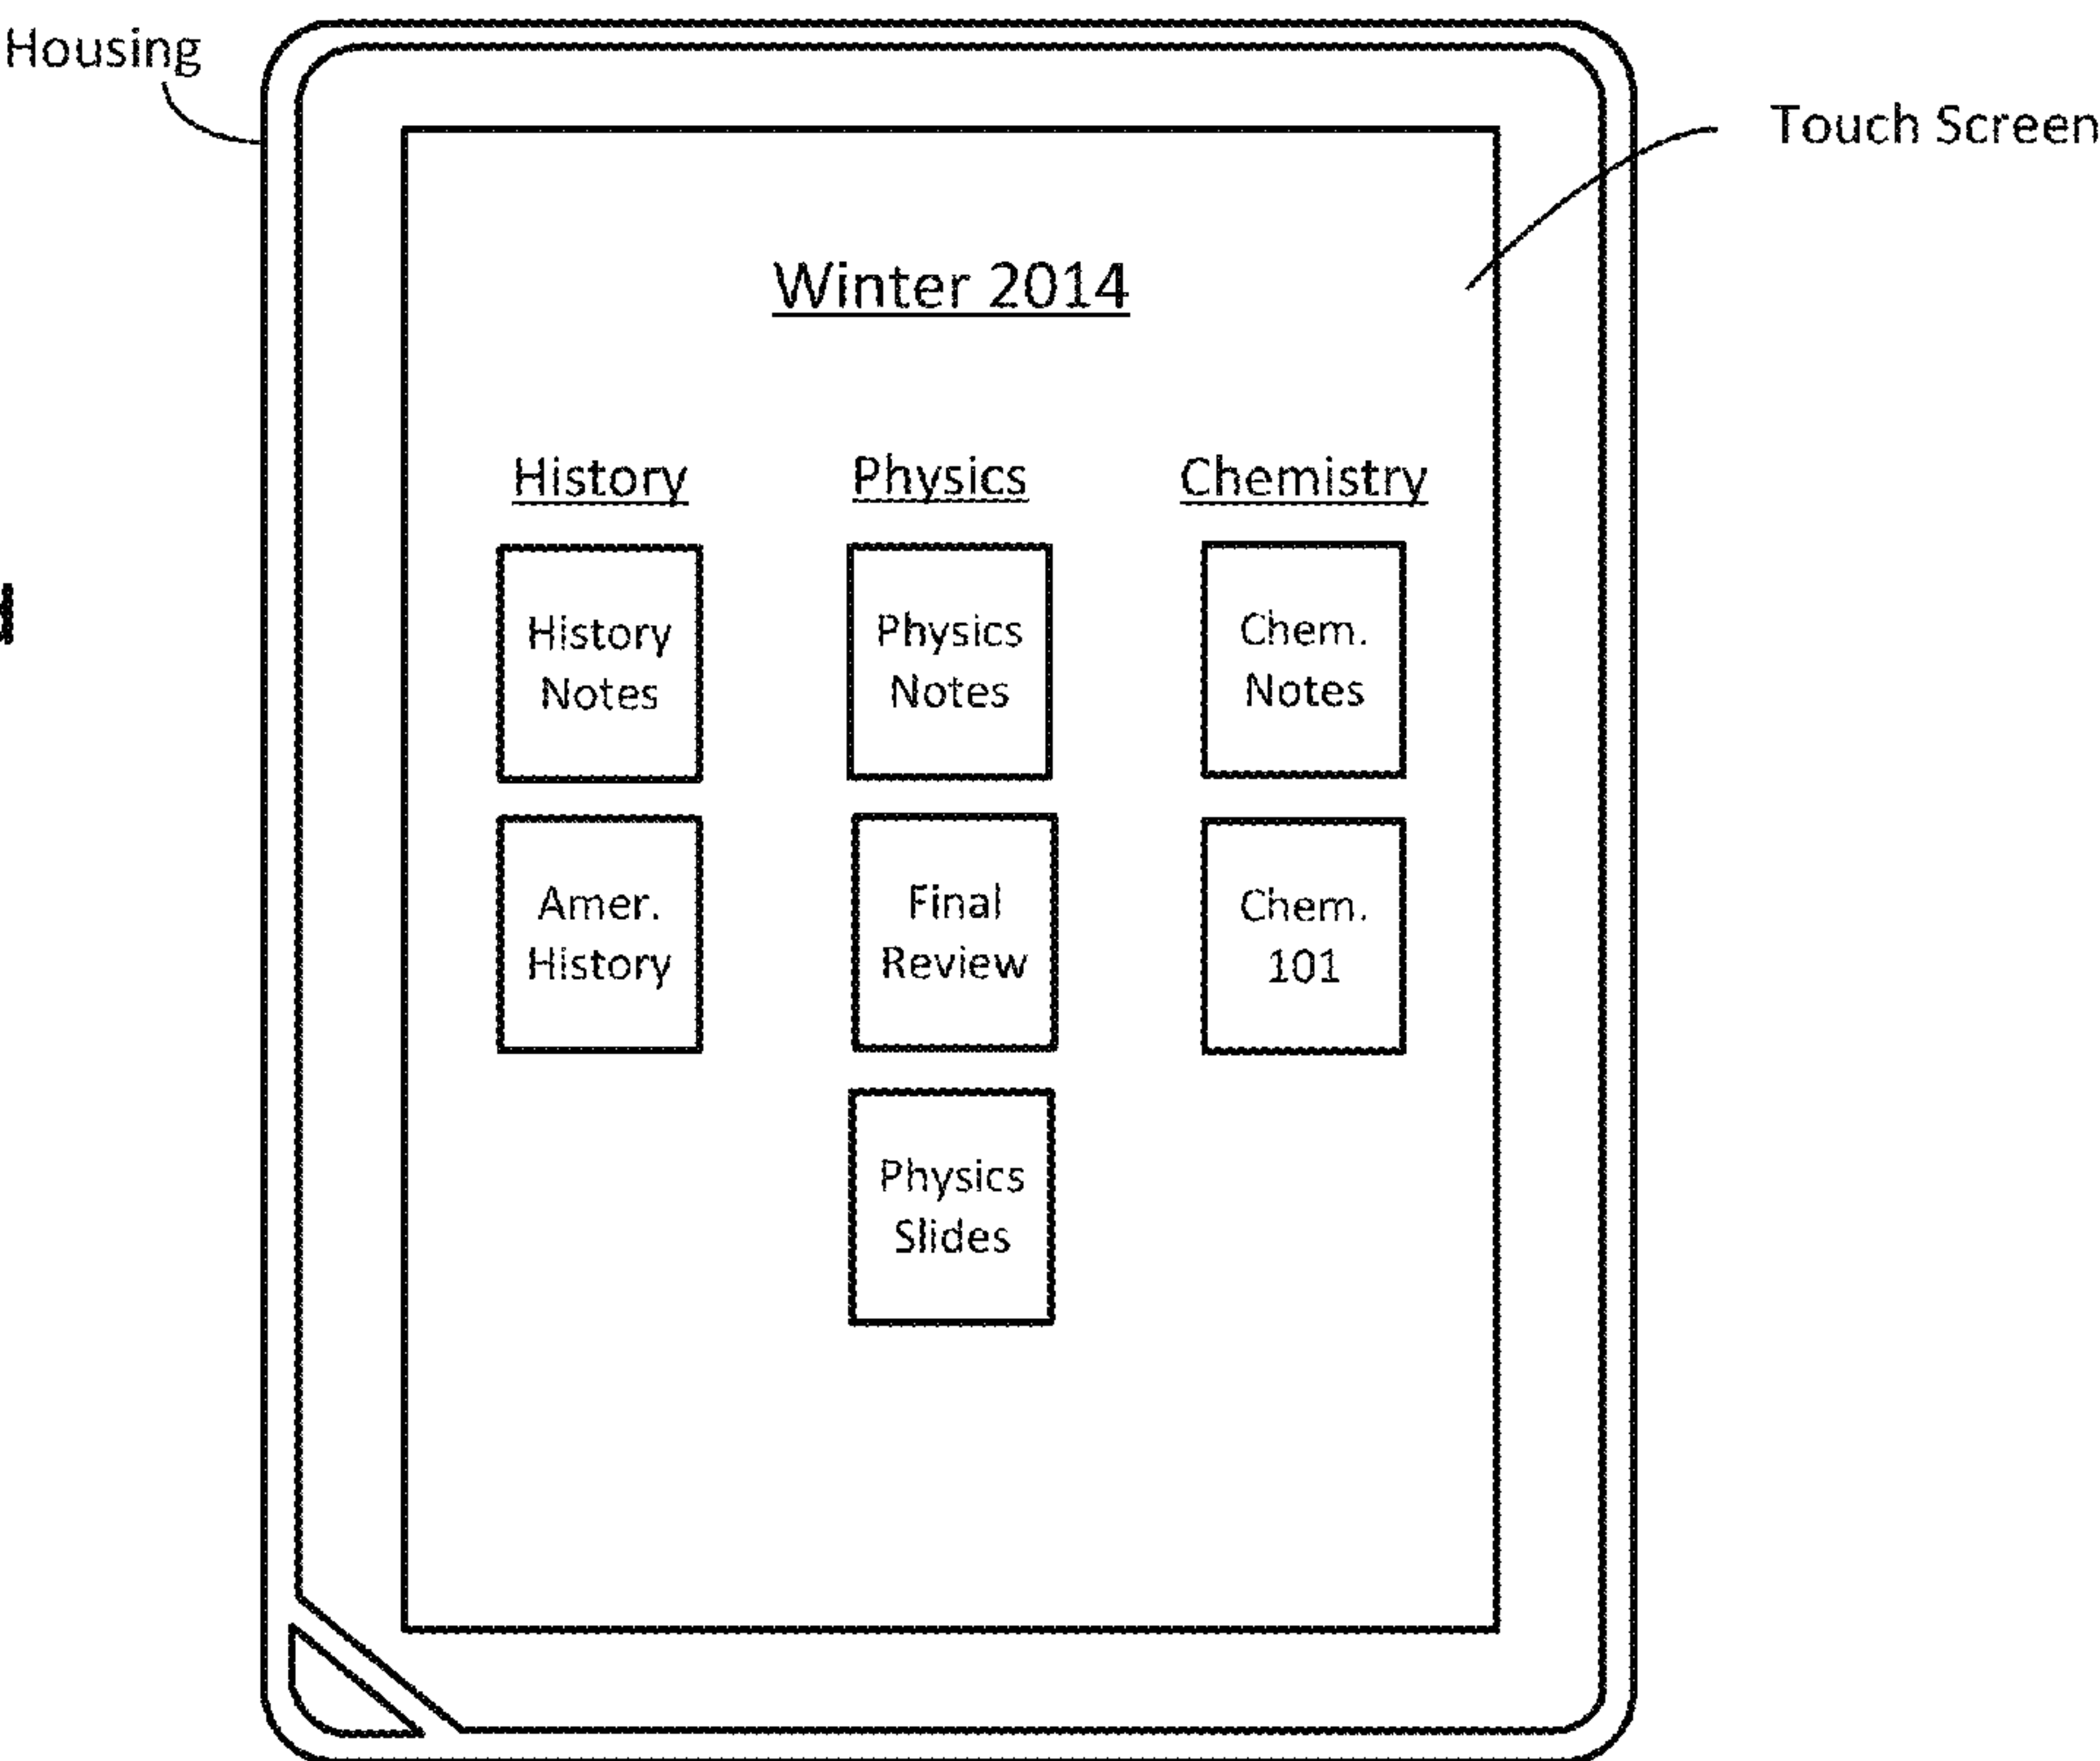 Housing
Touch Screen
Winter 2014
History Physics Chemistry
History Physics Chem.
Notes Notes Notes
Amer. Final Chem.
History Review 101
Physics
Slides